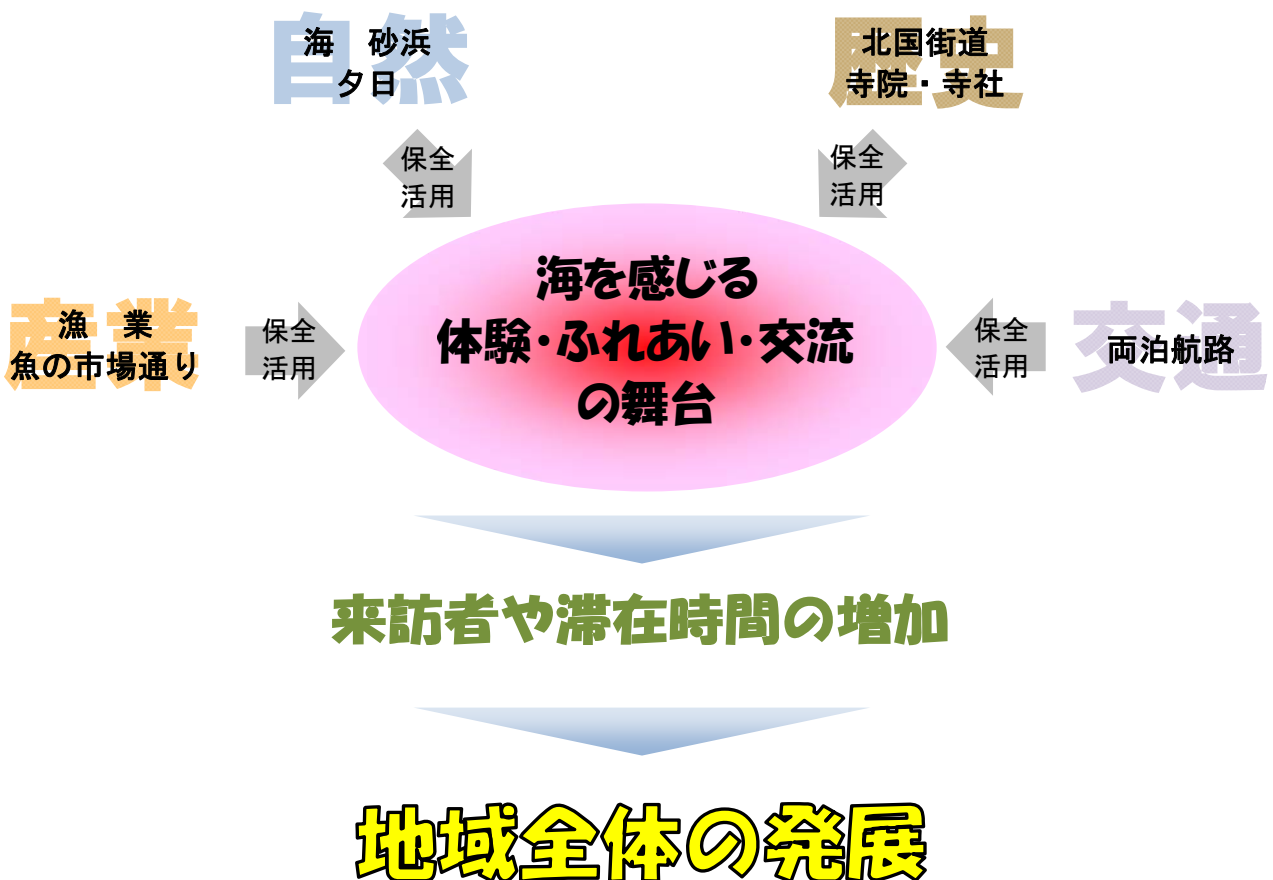 自然
海　砂浜
夕日
歴史
北国街道
寺院・寺社
保全
活用
保全
活用
産業
漁　業
魚の市場通り
保全
活用
海を感じる
体験・ふれあい・交流
の舞台
保全
活用
交通
両泊航路
来訪者や滞在時間の増加
地域全体の発展